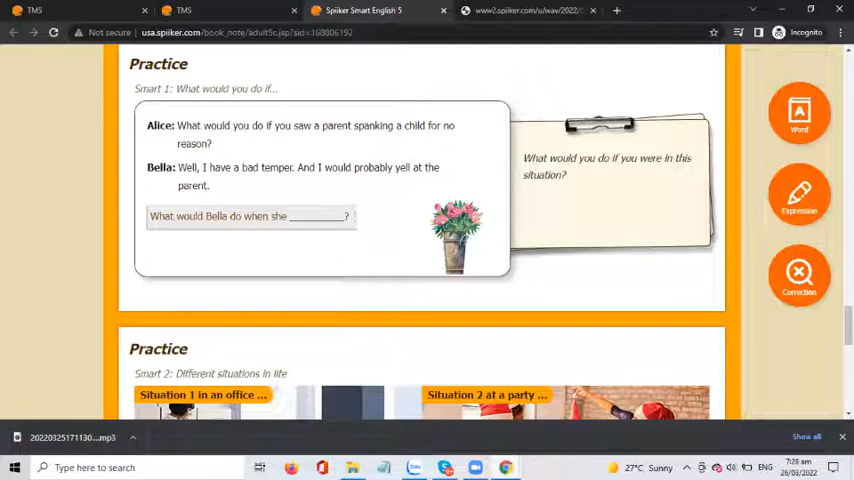 TMS
TMS
Spiiker Smart English 5
www2.spiiker.com/u/wav/2022/0
Incognito
Not secure
usa.spiiker.com/book_note/adult5c.jsp?sid=168806192
Practice
Smart 1: What would you do if...
Alice: What would you do if you saw a parent spanking a child for no
reason?
Bella: Well, I have a bad temper. And I would probably yell at the
parent.
What would Bella do when she __________?
What would you do if you were in this
situation?
Word
Expression
Correction
Practice
Smart 2: Different situations in life
Situation 1 in an office ...
Situation 2 at a party ...
20220325171130....mp3
Show all
Type here to search
27°C Sunny
ENG
7:28 am
26/03/2022